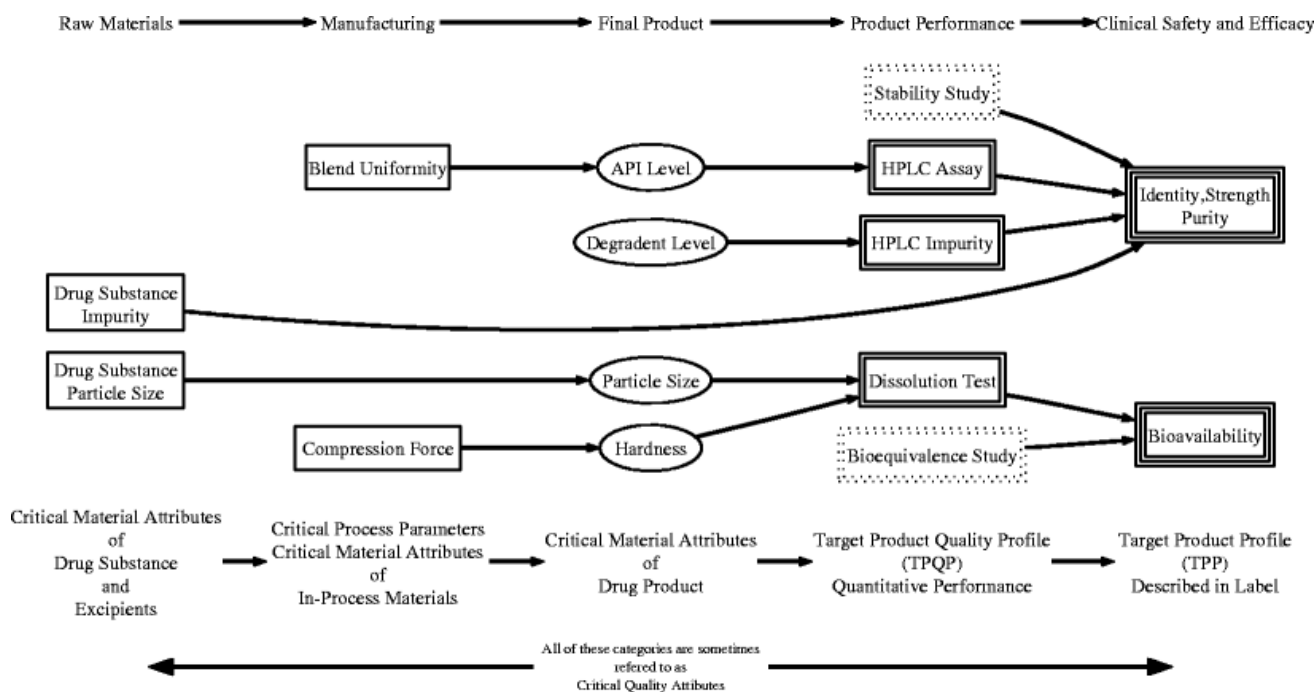 Raw Materials
Manufacturing
Final Product
Product Performance
Clinical Safety and Efficacy
Stability Study
Blend Uniformity
API Level
HPLC Assay
Identity,Strength
Purity
Degradent Level
HPLC Impurity
Drug Substance
Impurity
Drug Substance
Particle Size
Particle Size
Dissolution Test
Compression Force
Hardness
Bioequivalence Study
Bioavailability
Critical Material Attributes
of
Drug Substance
and
Excipients
Critical Process Parameters
Critical Material Attributes
of
In-Process Materials
Critical Material Attributes
of
Drug Product
Target Product Quality Profile
(TPQP)
Quantitative Performance
Target Product Profile
(TPP)
Described in Label
All of these categories are sometimes
refered to as
Critical Quality Attibutes